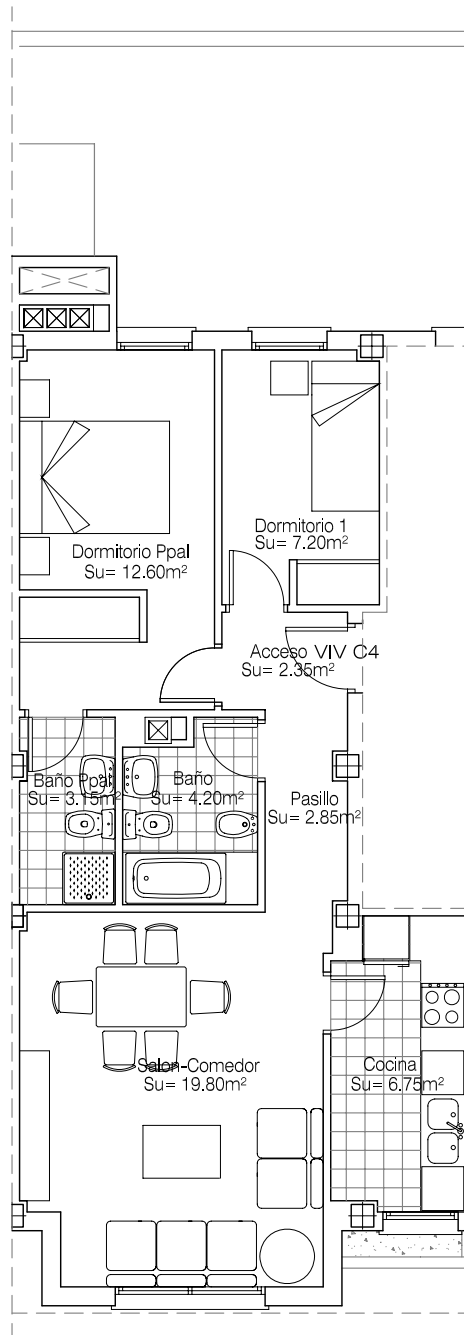 Dormitorio 1
Su= 7.20m²
Dormitorio Ppal
Su= 12.60m²
Acceso VIV C4
Su= 2.35m²
Baño Ppal
Su= 3.15m²
Baño
Su= 4.20m²
Pasillo
Su= 2.85m²
Salon-Comedor
Su= 19.80m²
Cocina
Su= 6.75m²